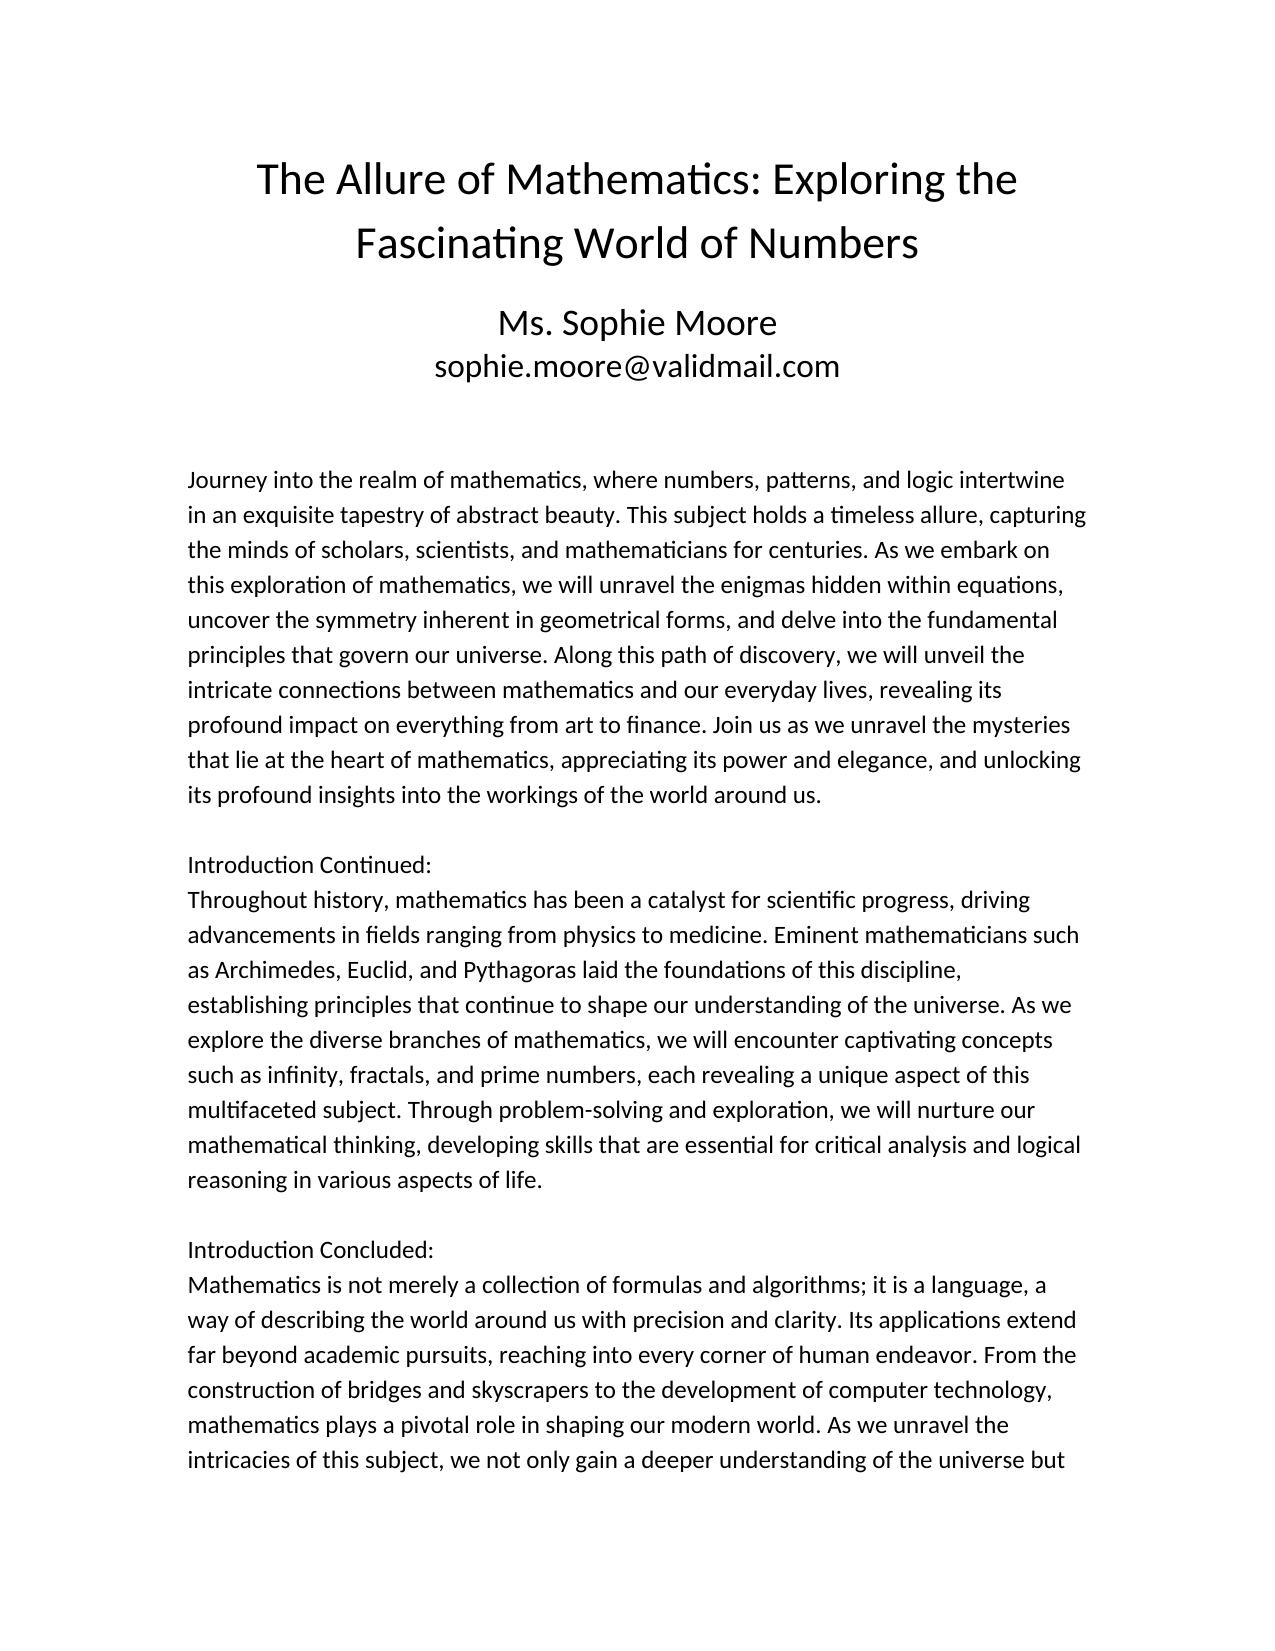 The Allure of Mathematics: Exploring the
Fascinating World of Numbers
Ms. Sophie Moore
sophie.moore@validmail.com
Journey into the realm of mathematics, where numbers, patterns, and logic intertwine
in an exquisite tapestry of abstract beauty. This subject holds a timeless allure, capturing
the minds of scholars, scientists, and mathematicians for centuries. As we embark on
this exploration of mathematics, we will unravel the enigmas hidden within equations,
uncover the symmetry inherent in geometrical forms, and delve into the fundamental
principles that govern our universe. Along this path of discovery, we will unveil the
intricate connections between mathematics and our everyday lives, revealing its
profound impact on everything from art to finance. Join us as we unravel the mysteries
that lie at the heart of mathematics, appreciating its power and elegance, and unlocking
its profound insights into the workings of the world around us.
Introduction Continued:
Throughout history, mathematics has been a catalyst for scientific progress, driving
advancements in fields ranging from physics to medicine. Eminent mathematicians such
as Archimedes, Euclid, and Pythagoras laid the foundations of this discipline,
establishing principles that continue to shape our understanding of the universe. As we
explore the diverse branches of mathematics, we will encounter captivating concepts
such as infinity, fractals, and prime numbers, each revealing a unique aspect of this
multifaceted subject. Through problem-solving and exploration, we will nurture our
mathematical thinking, developing skills that are essential for critical analysis and logical
reasoning in various aspects of life.
Introduction Concluded:
Mathematics is not merely a collection of formulas and algorithms; it is a language, a
way of describing the world around us with precision and clarity. Its applications extend
far beyond academic pursuits, reaching into every corner of human endeavor. From the
construction of bridges and skyscrapers to the development of computer technology,
mathematics plays a pivotal role in shaping our modern world. As we unravel the
intricacies of this subject, we not only gain a deeper understanding of the universe but